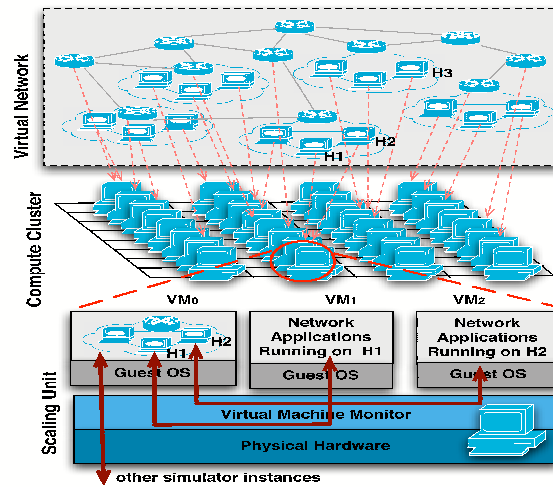 Virtual Network
H3
H2
H1
Compute Cluster
VM0
VM1
VM2
Scaling Unit
H2
H1
Guest OS
Network
Applications
Running on H1
Guest OS
Network
Applications
Running on H2
Guest OS
Virtual Machine Monitor
Physical Hardware
other simulator instances